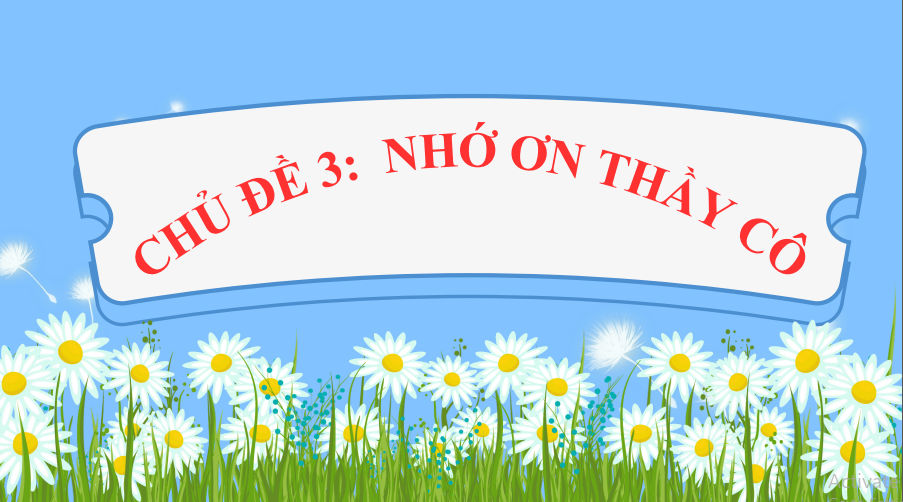 CHỦ ĐỀ 3: NHỚ ƠN THẦY CÔ